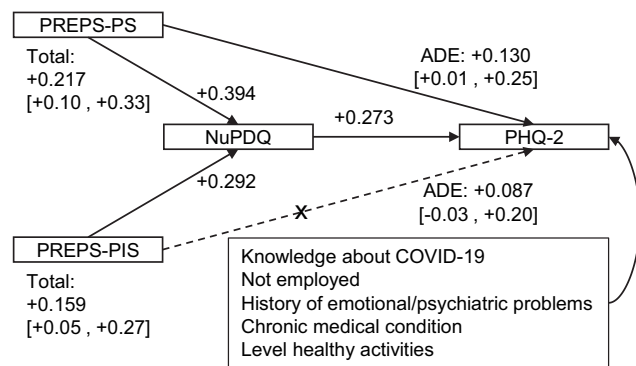 PREPS-PS
Total:
+0.217
[+0.10 , +0.33]
ADE: +0.130
[+0.01 , +0.25]
+0.394
+0.273
NuPDQ
PHQ-2
+0.292
ADE: +0.087
[-0.03 , +0.20]
x
PREPS-PIS
Total:
+0.159
[+0.05 , +0.27]
Knowledge about COVID-19
Not employed
History of emotional/psychiatric problems
Chronic medical condition
Level healthy activities